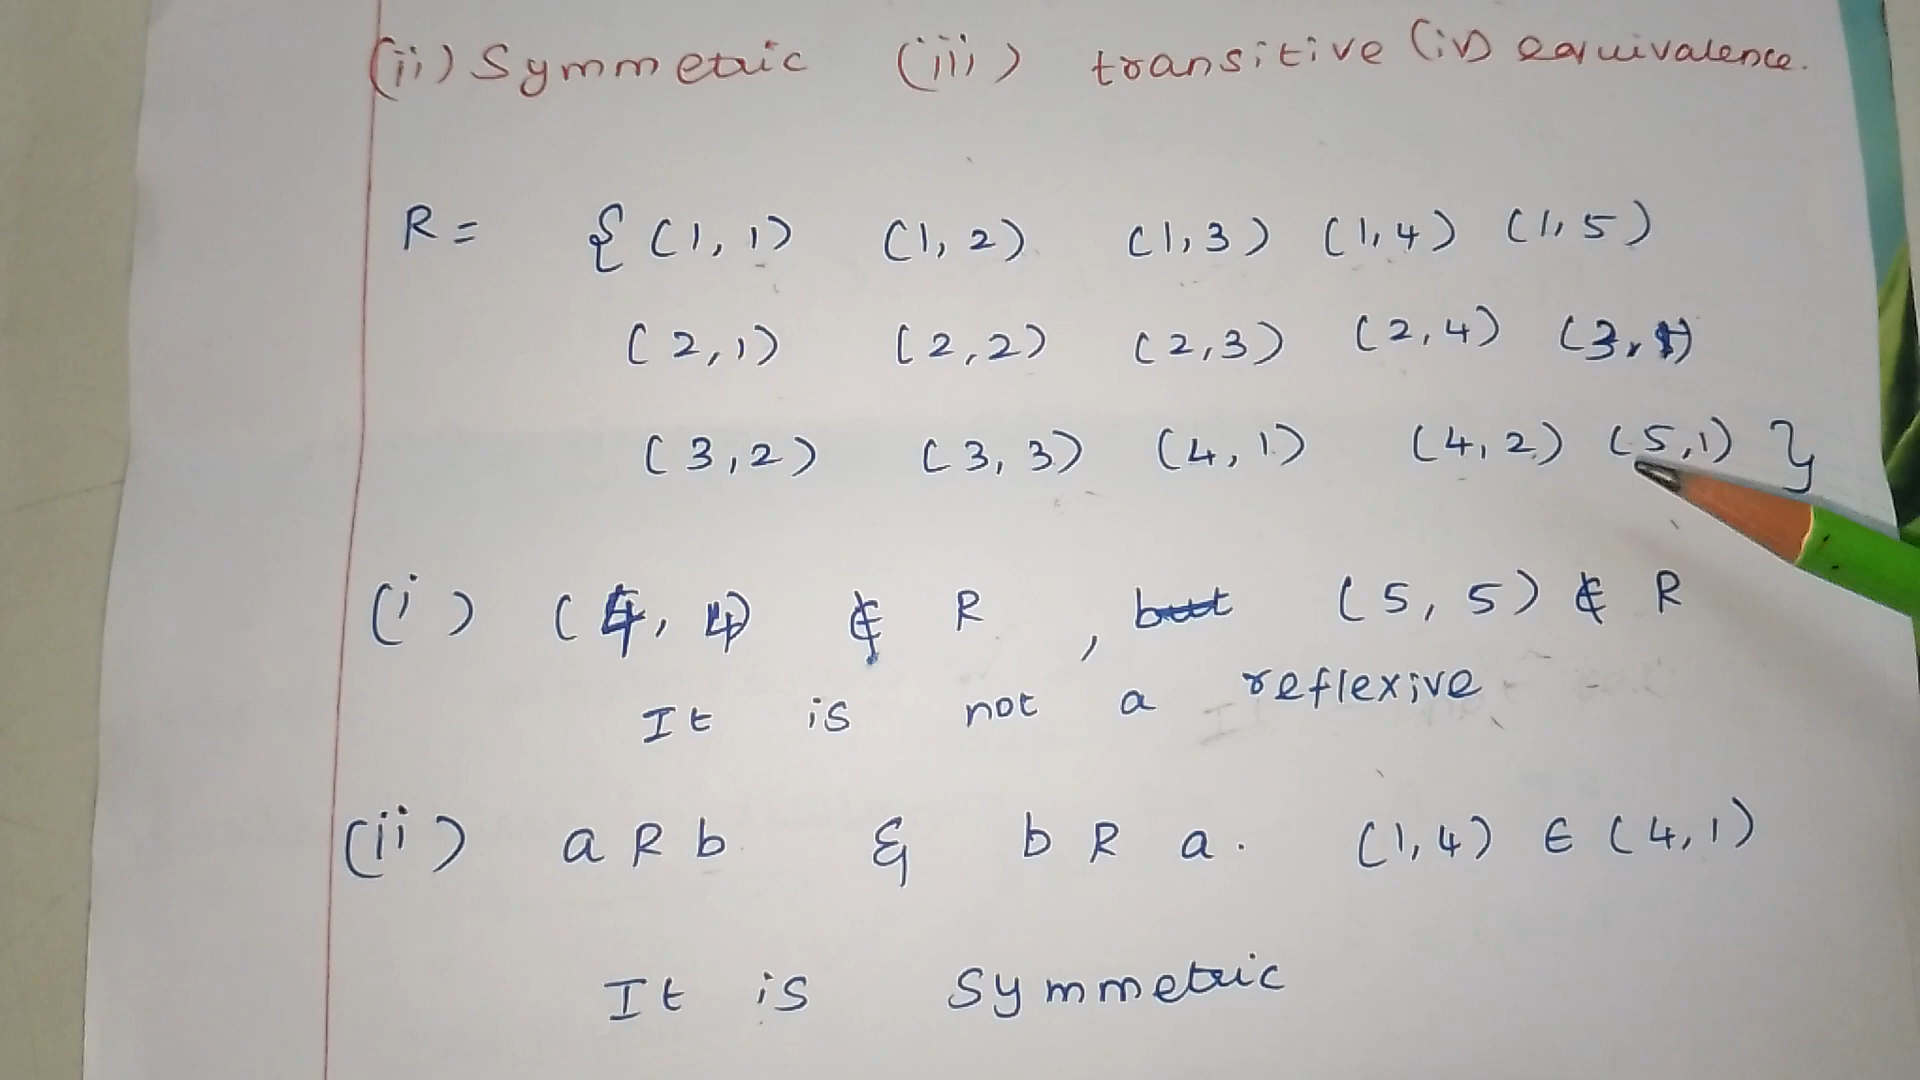 (ii) Symmetric (iii) transitive (iv) equivalence.
R = { (1,1) (1,2) (1,3) (1,4) (1,5)
(2,1) (2,2) (2,3) (2,4) (3,1)
(3,2) (3,3) (4,1) (4,2) (5,1) }
(i) (4,4) ∉ R , but (5,5) ∉ R
It is not a reflexive
(ii) a R b & b R a. (1,4) ∈ (4,1)
It is Symmetric